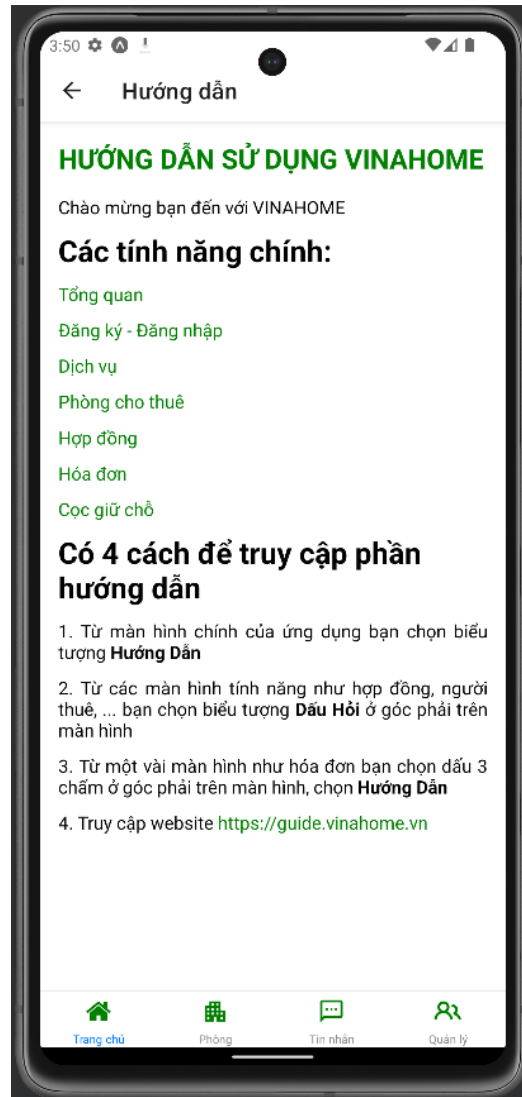 3:50
Hướng dẫn
HƯỚNG DẪN SỬ DỤNG VINAHOME
Chào mừng bạn đến với VINAHOME
Các tính năng chính:
Tổng quan
Đăng ký - Đăng nhập
Dịch vụ
Phòng cho thuê
Hợp đồng
Hóa đơn
Cọc giữ chỗ
Có 4 cách để truy cập phần
hướng dẫn
1. Từ màn hình chính của ứng dụng bạn chọn biểu
tượng Hướng Dẫn
2. Từ các màn hình tính năng như hợp đồng, người
thuê, ... bạn chọn biểu tượng Dấu Hỏi ở góc phải trên
màn hình
3. Từ một vài màn hình như hóa đơn bạn chọn dấu 3
chấm ở góc phải trên màn hình, chọn Hướng Dẫn
4. Truy cập website https://guide.vinahome.vn
Trang chủ
Phòng
Tin nhắn
Quản lý